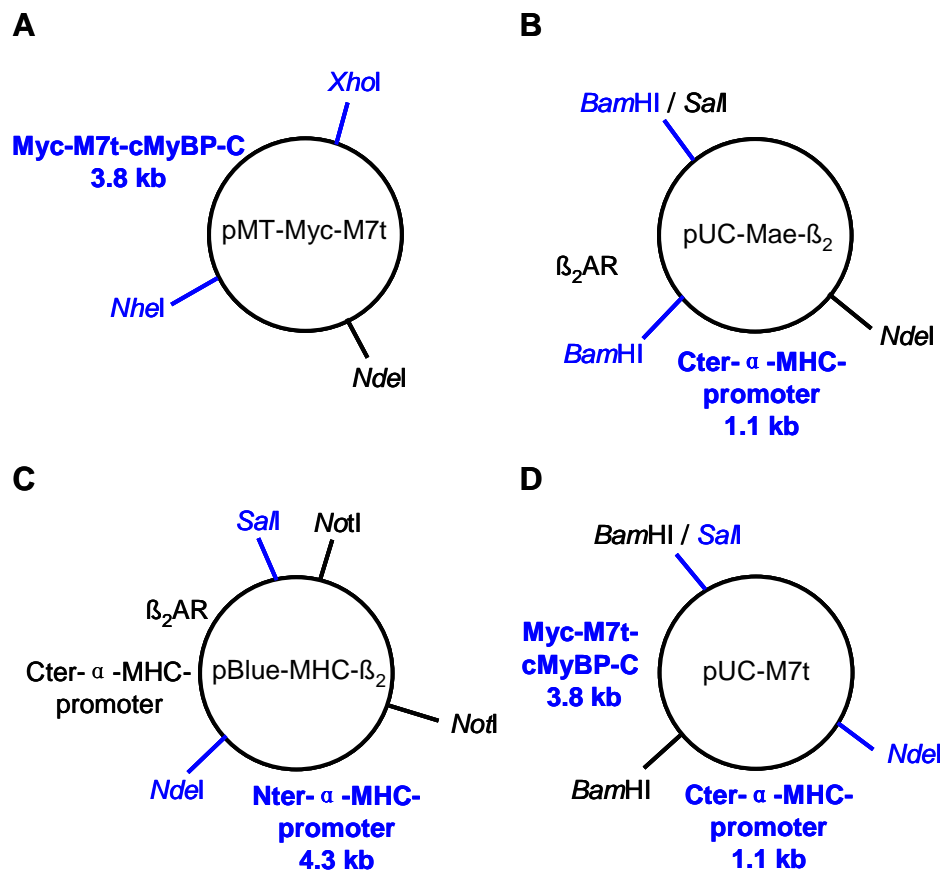 A
XhoI
Myc-M7t-cMyBP-C
3.8 kb
pMT-Myc-M7t
NheI
NdeI
B
BamHI / SalI
pUC-Mae-ß₂
ß₂AR
BamHI
NdeI
Cter-α-MHC-
promoter
1.1 kb
C
SalI
NotI
ß₂AR
Cter-α-MHC-
promoter
pBlue-MHC-ß₂
NotI
NdeI
Nter-α-MHC-
promoter
4.3 kb
D
BamHI / SalI
Myc-M7t-
cMyBP-C
3.8 kb
pUC-M7t
NdeI
BamHI
Cter-α-MHC-
promoter
1.1 kb